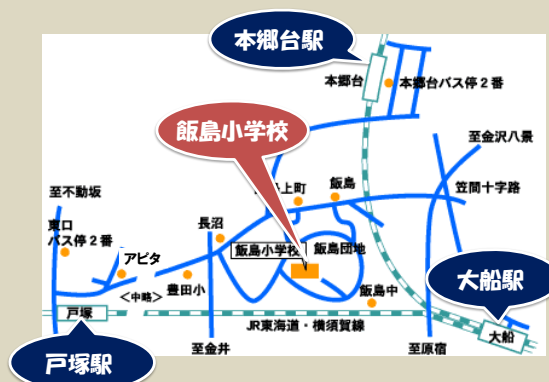 本郷台駅
本郷台
本郷台バス停2番
飯島小学校
至金沢八景
至不動坂
上町
飯島
笠間十字路
東口
バス停2番
長沼
アピタ
飯島小学校
飯島団地
豊田小
<中略>
飯島中
大船駅
戸塚
JR東海道・横須賀線
大船
戸塚駅
至金井
至原宿